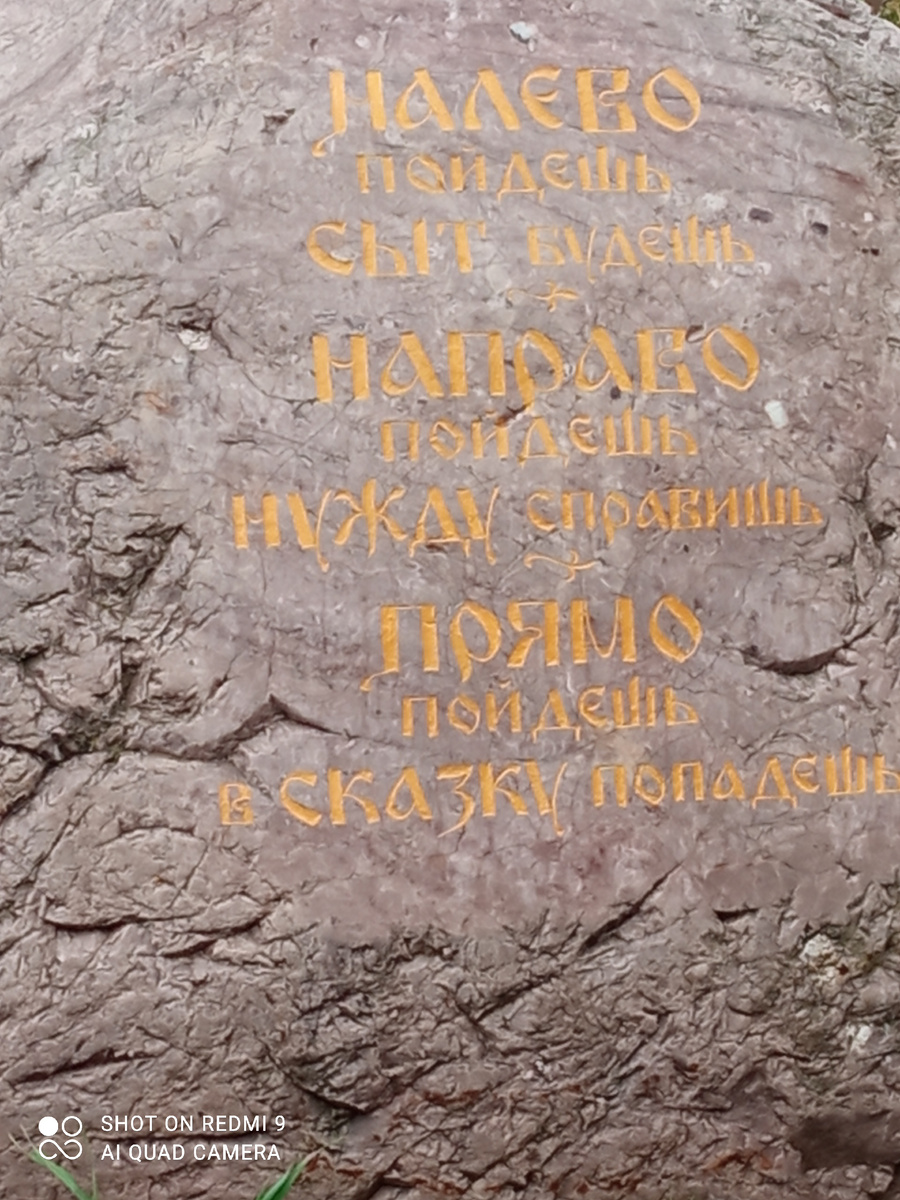 НАЛЕВО
ПОЙДЕШЬ
СЫТ БУДЕШЬ
НАПРАВО
ПОЙДЕШЬ
НУЖДУ СПРАВИШЬ
ПРЯМО
ПОЙДЕШЬ
В СКАЗКУ ПОПАДЕШЬ
SHOT ON REDMI 9
AI QUAD CAMERA